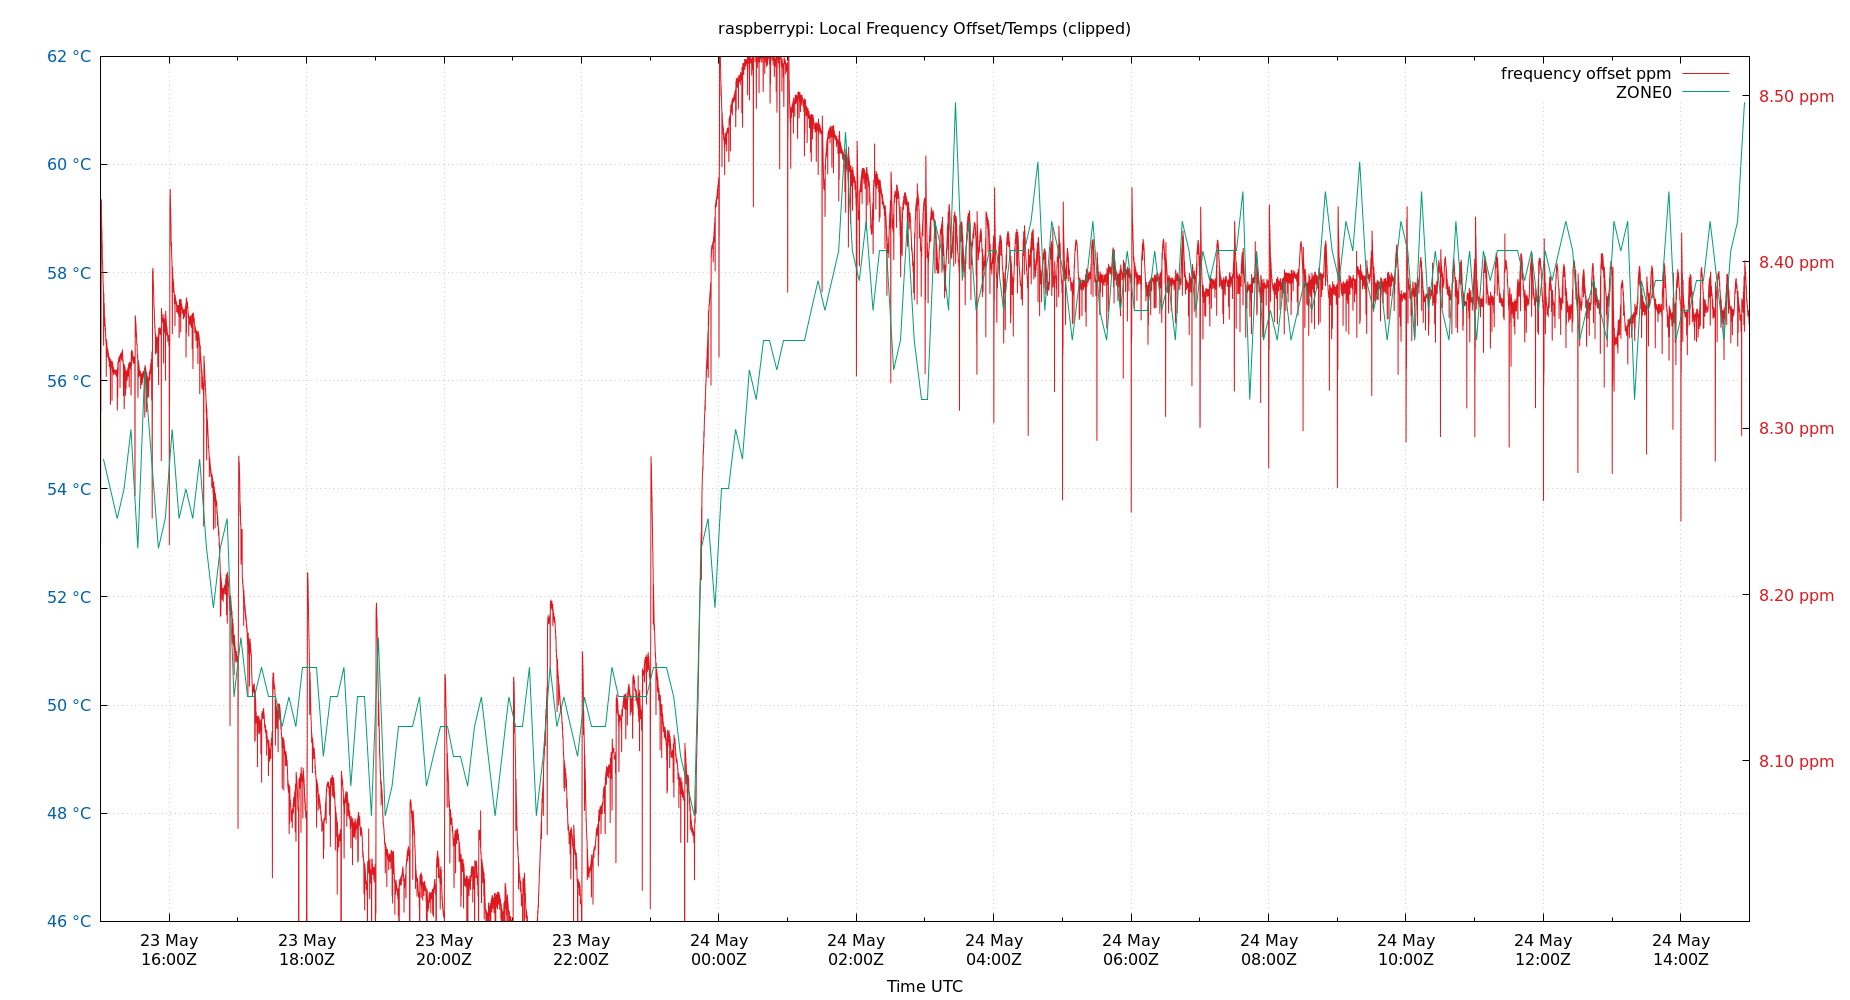 raspberrypi: Local Frequency Offset/Temps (clipped)
62 °C
60 °C
58 °C
56 °C
54 °C
52 °C
50 °C
48 °C
46 °C
frequency offset ppm
ZONE0
8.50 ppm
8.40 ppm
8.30 ppm
8.20 ppm
8.10 ppm
23 May 23 May 23 May 23 May 24 May 24 May 24 May 24 May 24 May 24 May 24 May 24 May
16:00Z 18:00Z 20:00Z 22:00Z 00:00Z 02:00Z 04:00Z 06:00Z 08:00Z 10:00Z 12:00Z 14:00Z
Time UTC